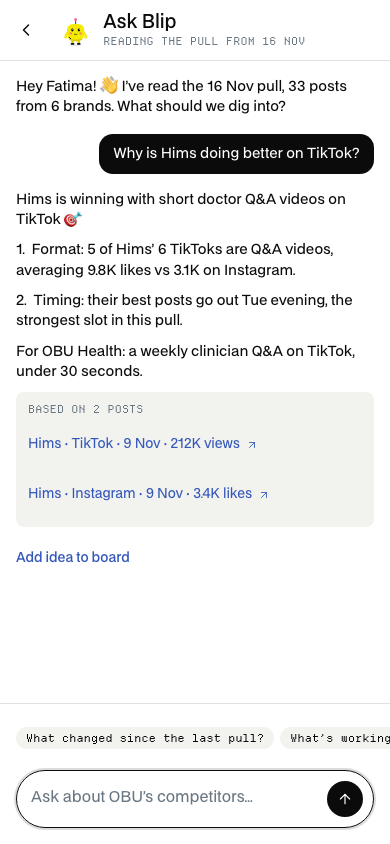 Ask Blip
READING THE PULL FROM 16 NOV
Hey Fatima! 👋 I've read the 16 Nov pull, 33 posts
from 6 brands. What should we dig into?
Why is Hims doing better on TikTok?
Hims is winning with short doctor Q&A videos on
TikTok 🎯
1. Format: 5 of Hims' 6 TikToks are Q&A videos,
averaging 9.8K likes vs 3.1K on Instagram.
2. Timing: their best posts go out Tue evening, the
strongest slot in this pull.
For OBU Health: a weekly clinician Q&A on TikTok,
under 30 seconds.
BASED ON 2 POSTS
Hims · TikTok · 9 Nov · 212K views ↗
Hims · Instagram · 9 Nov · 3.4K likes ↗
Add idea to board
What changed since the last pull?
What's working
Ask about OBU's competitors...